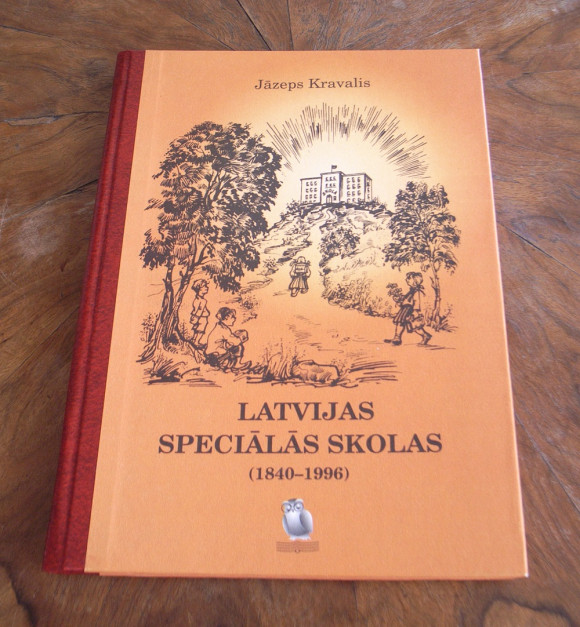 Jāzeps Kravalis
LATVIJAS
SPECIĀLĀS SKOLAS
(1840–1996)